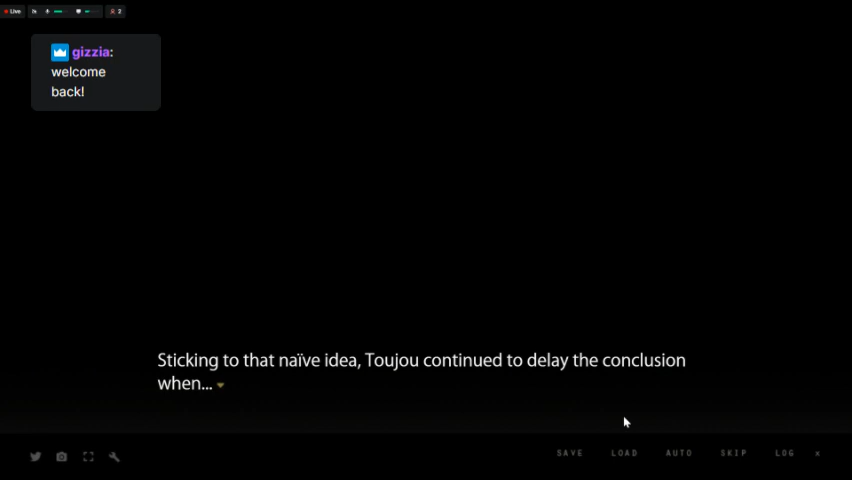 Live 1x 2
gizzia:
welcome
back!
Sticking to that naïve idea, Toujou continued to delay the conclusion
when...
SAVE LOAD AUTO SKIP LOG ×